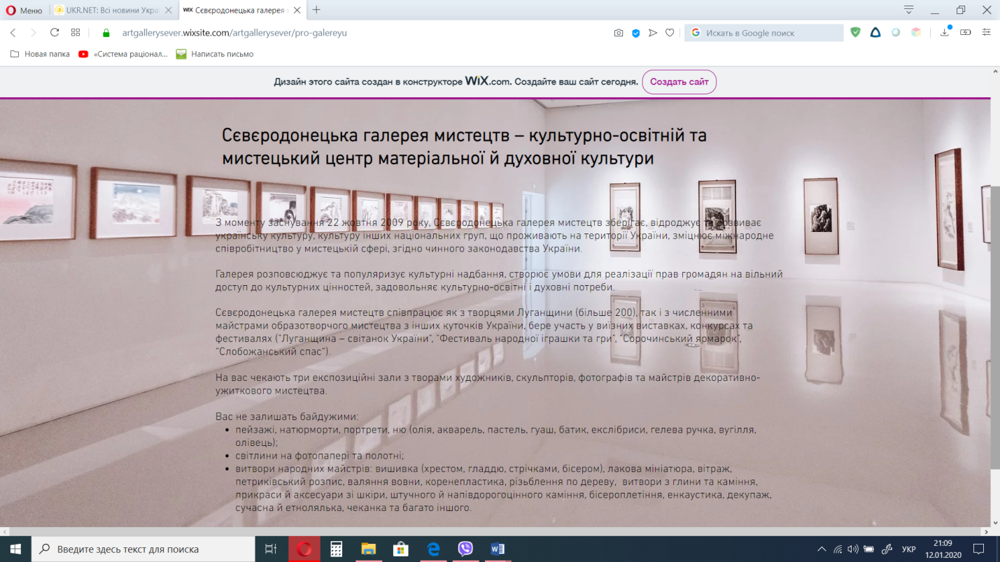 Меню
UKR.NET: Всі новини Украї
WIX Сєвєродонецька галерея
artgallerysever.wixsite.com/artgallerysever/pro-galereyu
Искать в Google поиск
Новая папка
«Система раціонал...
Написать письмо
Дизайн этого сайта создан в конструкторе WiX.com. Создайте ваш сайт сегодня.
Создать сайт
Сєвєродонецька галерея мистецтв – культурно-освітній та
мистецький центр матеріальної й духовної культури
З моменту заснування 22 жовтня 2009 року, Сєвєродонецька галерея мистецтв зберігає, відроджує та розвиває
українську культуру, культуру інших національних груп, що проживають на території України, зміцнює міжнародне
співробітництво у мистецькій сфері, згідно чинного законодавства України.
Галерея розповсюджує та популяризує культурні надбання, створює умови для реалізації прав громадян на вільний
доступ до культурних цінностей, задовольняє культурно-освітні і духовні потреби.
Сєвєродонецька галерея мистецтв співпрацює як з творцями Луганщини (більше 200), так і з численними
майстрами образотворчого мистецтва з інших куточків України, бере участь у виїзних виставках, конкурсах та
фестивалях ("Луганщина – світанок України", "Фестиваль народної іграшки та гри", "Сорочинський ярмарок",
"Слобожанський спас").
На вас чекають три експозиційні зали з творами художників, скульпторів, фотографів та майстрів декоративно-
ужиткового мистецтва.
Вас не залишать байдужими:
• пейзажі, натюрморти, портрети, ню (олія, акварель, пастель, гуаш, батик, екслібриси, гелева ручка, вугілля,
олівець);
• світлини на фотопапері та полотні;
• витвори народних майстрів: вишивка (хрестом, гладдю, стрічками, бісером), лакова мініатюра, вітраж,
петриківський розпис, валяння вовни, коренепластика, різьблення по дереву, витвори з глини та каміння,
прикраси й аксесуари зі шкіри, штучного й напівдорогоцінного каміння, бісероплетіння, енкаустика, декупаж,
сучасна й етнолялька, чеканка та багато іншого.
Введите здесь текст для поиска
УКР
21:09
12.01.2020